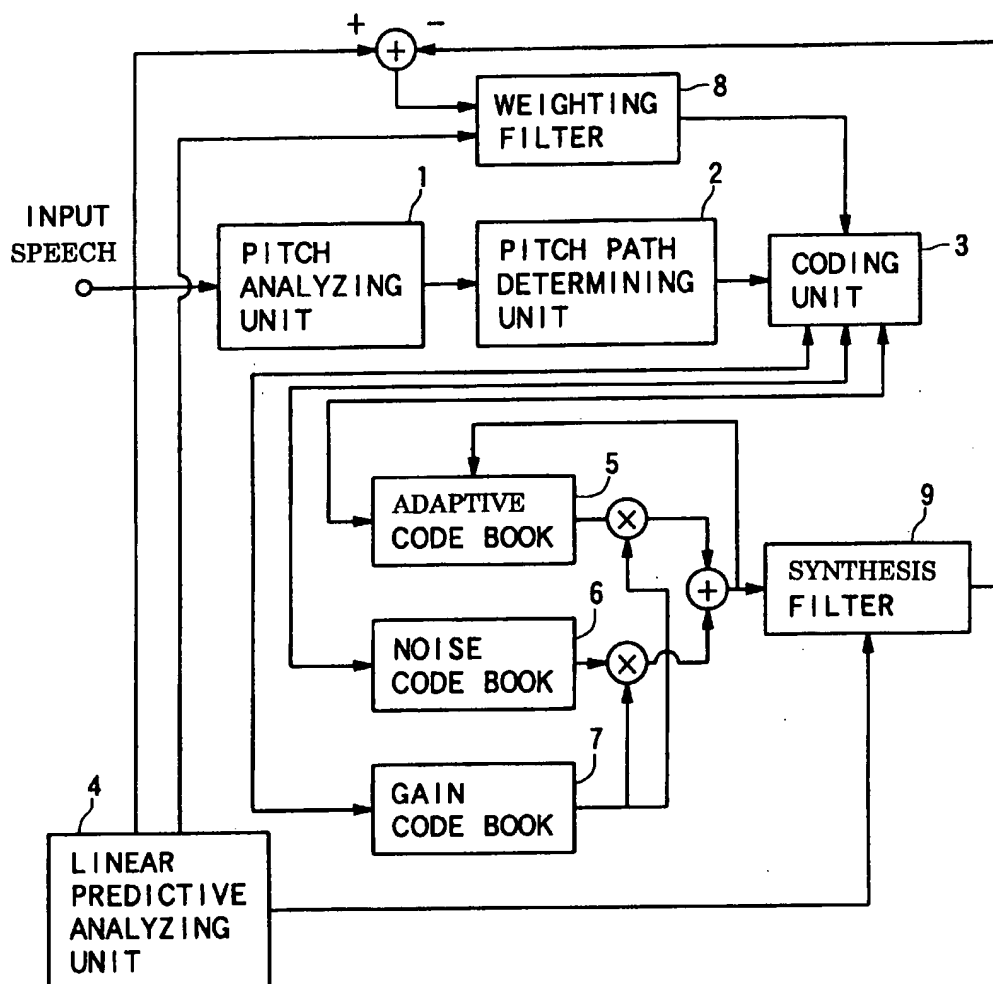 + −
+
8
WEIGHTING
FILTER
INPUT
SPEECH
1
PITCH
ANALYZING
UNIT
2
PITCH PATH
DETERMINING
UNIT
3
CODING
UNIT
5
ADAPTIVE
CODE BOOK
×
+
9
SYNTHESIS
FILTER
6
NOISE
CODE BOOK
×
7
GAIN
CODE BOOK
4
LINEAR
PREDICTIVE
ANALYZING
UNIT